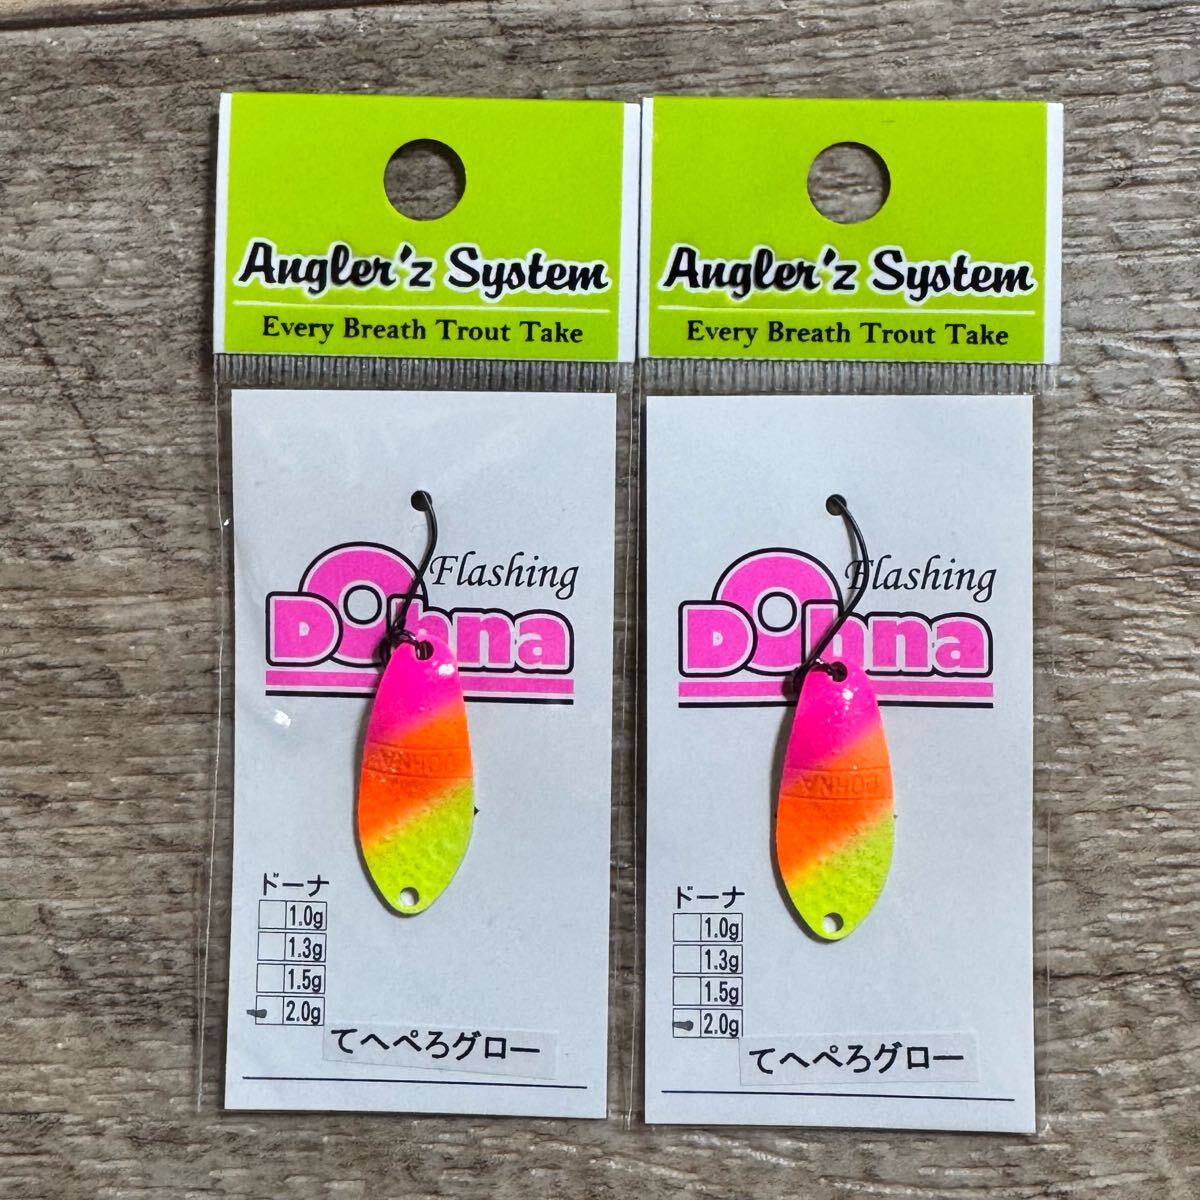 Angler'z System
Every Breath Trout Take
Flashing
Dohna
DOHNA
ドーナ
1.0g
1.3g
1.5g
2.0g
てへぺろグロー
Angler'z System
Every Breath Trout Take
Flashing
Dohna
DOHNA
ドーナ
1.0g
1.3g
1.5g
2.0g
てへぺろグロー